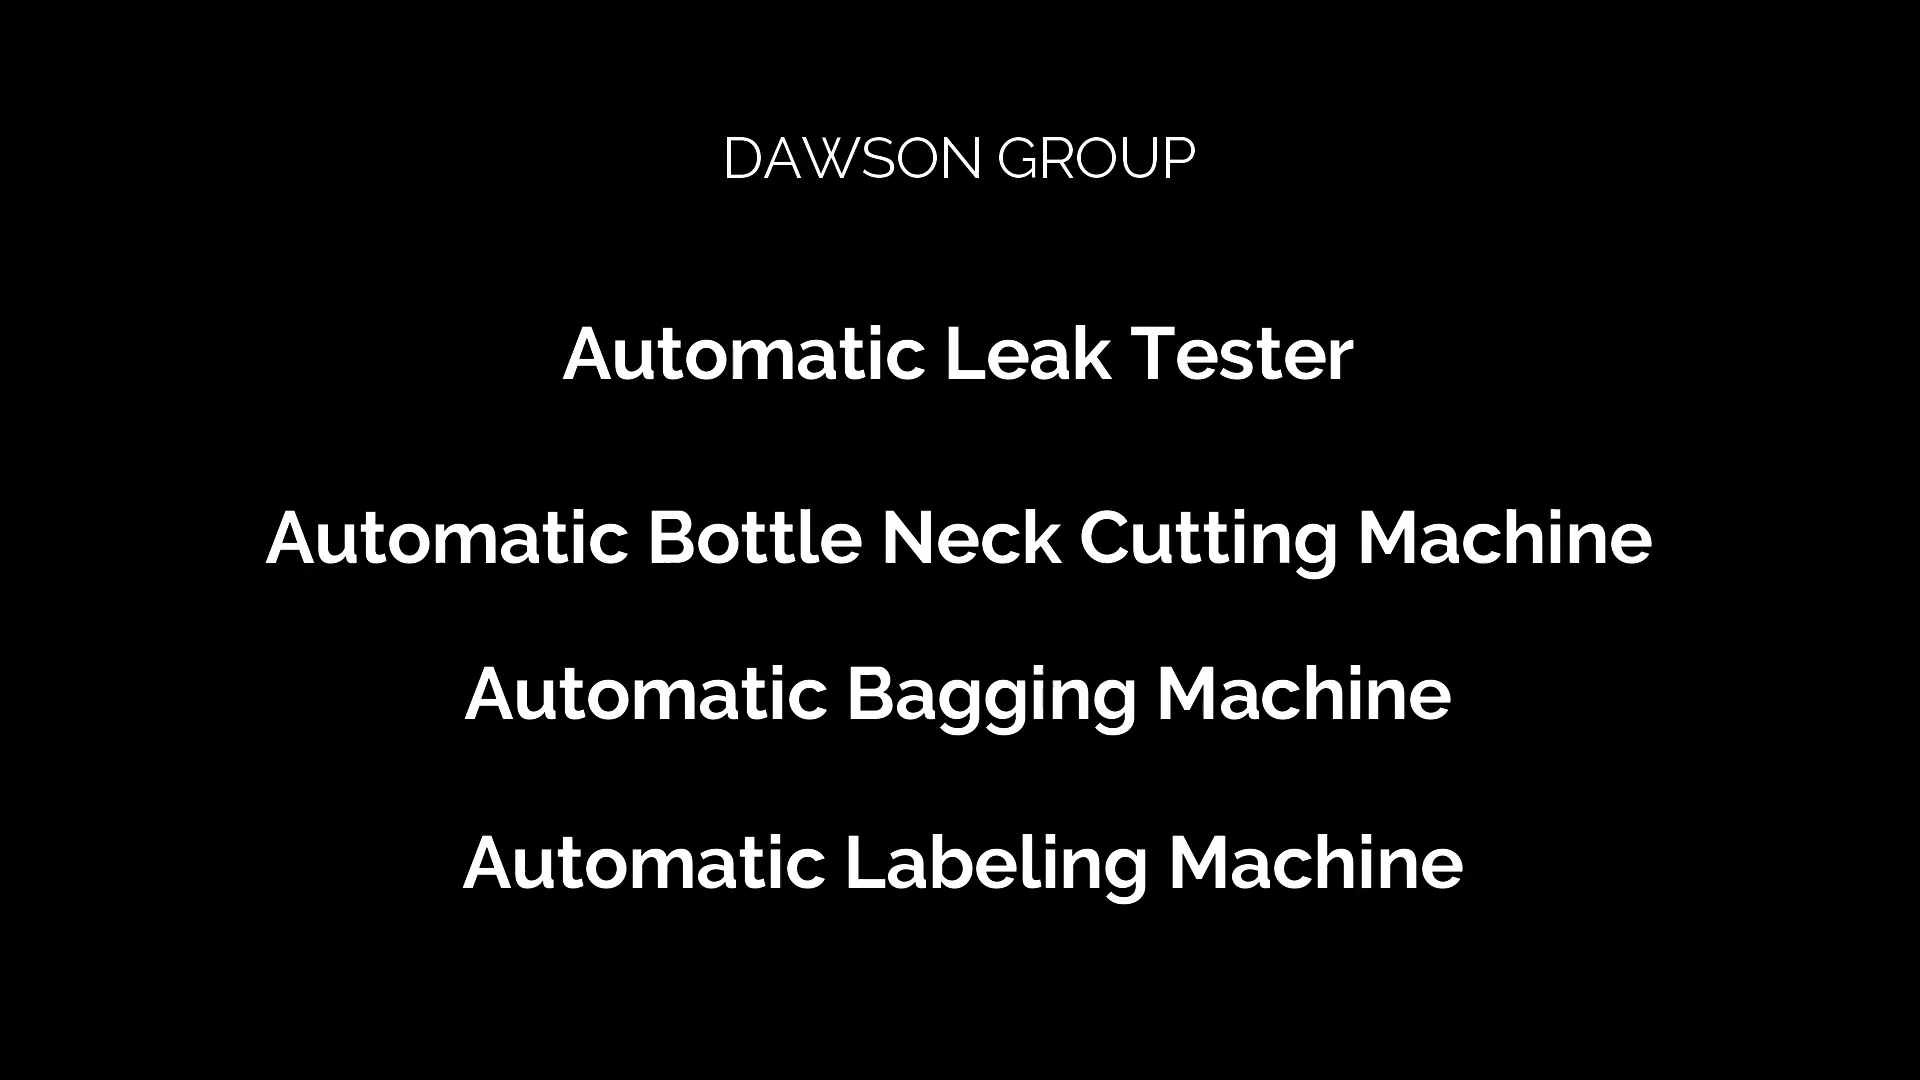 DAWSON GROUP
Automatic Leak Tester
Automatic Bottle Neck Cutting Machine
Automatic Bagging Machine
Automatic Labeling Machine